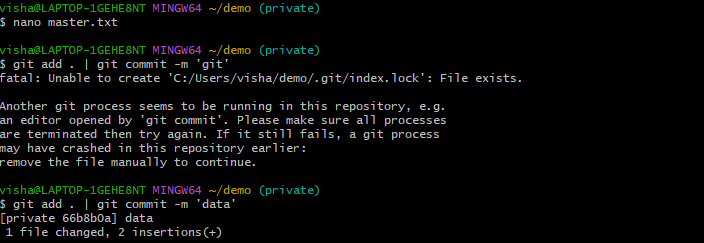 visha@LAPTOP-1GEHE8NT MINGW64 ~/demo (private)
$ nano master.txt
visha@LAPTOP-1GEHE8NT MINGW64 ~/demo (private)
$ git add . | git commit -m 'git'
fatal: Unable to create 'C:/Users/visha/demo/.git/index.lock': File exists.
Another git process seems to be running in this repository, e.g.
an editor opened by 'git commit'. Please make sure all processes
are terminated then try again. If it still fails, a git process
may have crashed in this repository earlier:
remove the file manually to continue.
visha@LAPTOP-1GEHE8NT MINGW64 ~/demo (private)
$ git add . | git commit -m 'data'
[private 66b8b0a] data
 1 file changed, 2 insertions(+)